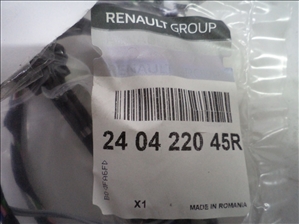 RENAULT GROUP
24 04 220 45R
X1
MADE IN ROMANIA